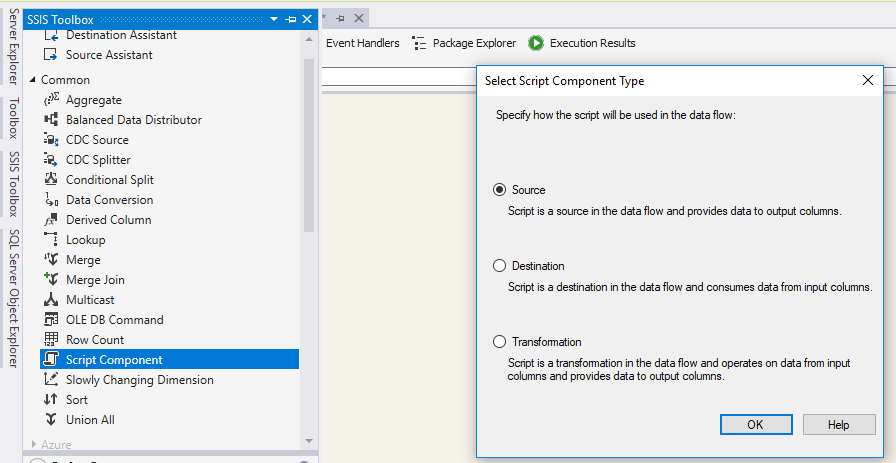 Server Explorer
Toolbox
SSIS Toolbox
SQL Server Object Explorer
SSIS Toolbox
Destination Assistant
Source Assistant
Common
Aggregate
Balanced Data Distributor
CDC Source
CDC Splitter
Conditional Split
Data Conversion
Derived Column
Lookup
Merge
Merge Join
Multicast
OLE DB Command
Row Count
Script Component
Slowly Changing Dimension
Sort
Union All
Azure
Event Handlers
Package Explorer
Execution Results
Select Script Component Type
Specify how the script will be used in the data flow:
Source
Script is a source in the data flow and provides data to output columns.
Destination
Script is a destination in the data flow and consumes data from input columns.
Transformation
Script is a transformation in the data flow and operates on data from input
columns and provides data to output columns.
OK
Help